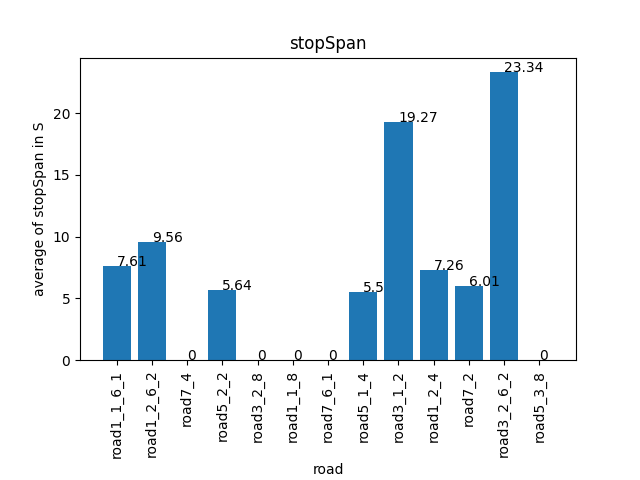 stopSpan
average of stopSpan in S
20
15
10
5
0
7.61
9.56
0
5.64
0
0
0
5.5
19.27
7.26
6.01
23.34
0
road1_1_6_1
road1_2_6_2
road7_4
road5_2_2
road3_2_8
road1_1_8
road7_6_1
road5_1_4
road3_1_2
road1_2_4
road7_2
road3_2_6_2
road5_3_8
road